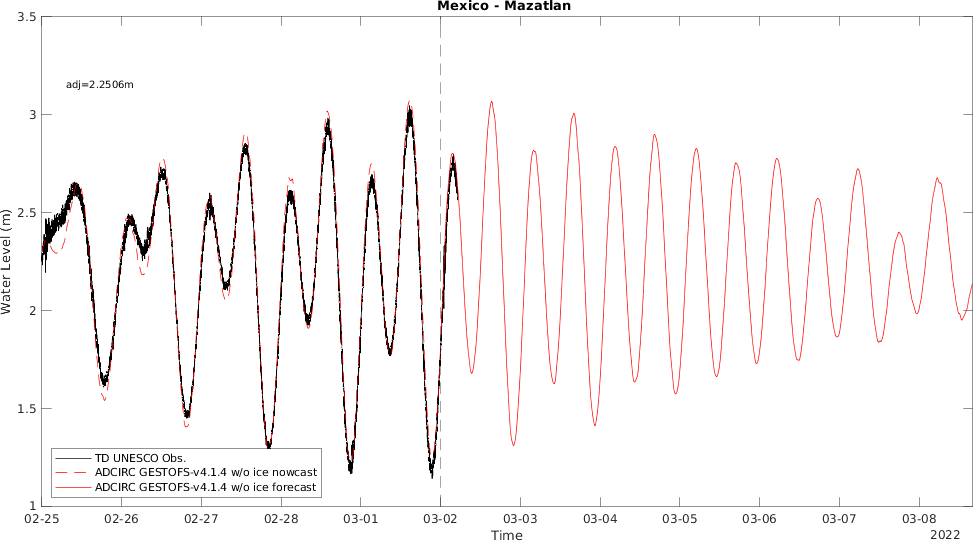 Mexico - Mazatlan
3.5
adj=2.2506m
3
2.5
Water Level (m)
2
1.5
TD UNESCO Obs.
ADCIRC GESTOFS-v4.1.4 w/o ice nowcast
ADCIRC GESTOFS-v4.1.4 w/o ice forecast
1
02-25 02-26 02-27 02-28 03-01 03-02 03-03 03-04 03-05 03-06 03-07 03-08
Time
2022